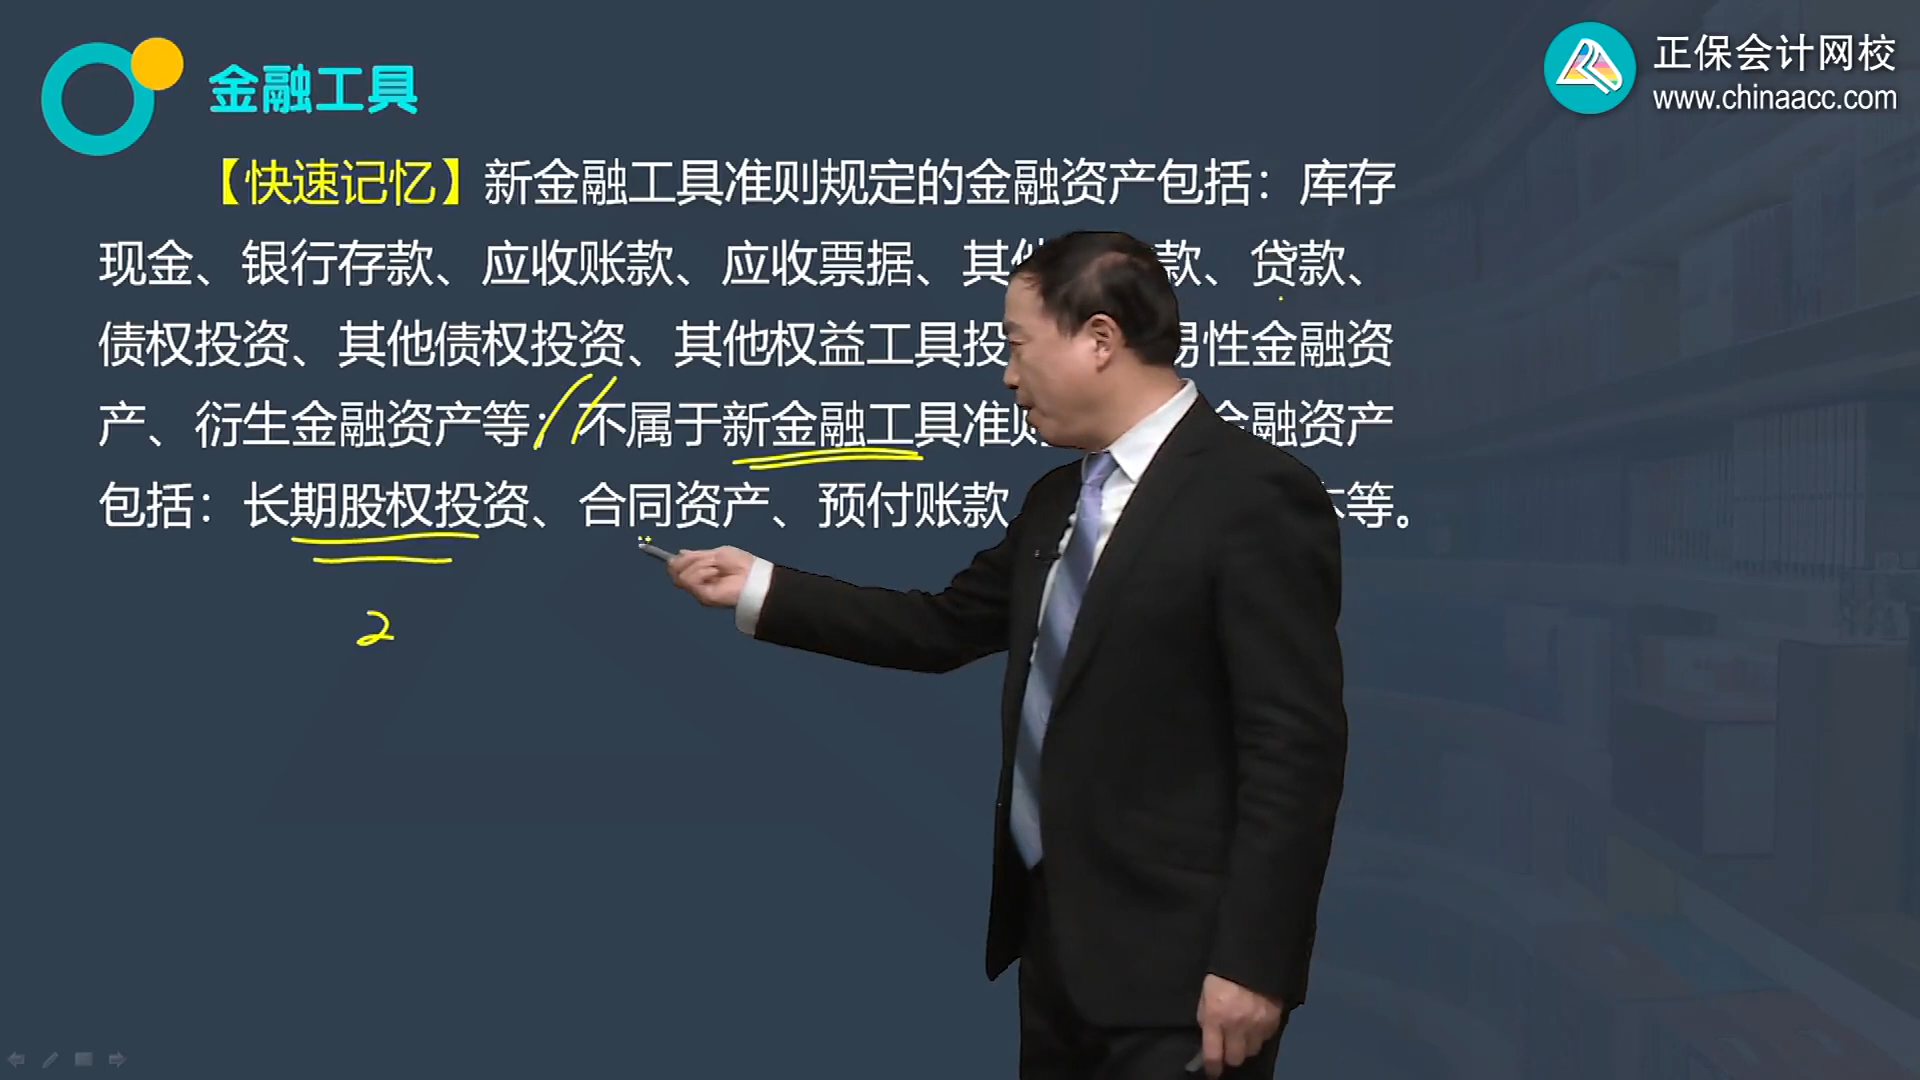 金融工具
正保会计网校
www.chinaacc.com
【快速记忆】新金融工具准则规定的金融资产包括：库存
现金、银行存款、应收账款、应收票据、其他 款、贷款、
债权投资、其他债权投资、其他权益工具投 易性金融资
产、衍生金融资产等；不属于新金融工具准则 金融资产
包括：长期股权投资、合同资产、预付账款 等。
2